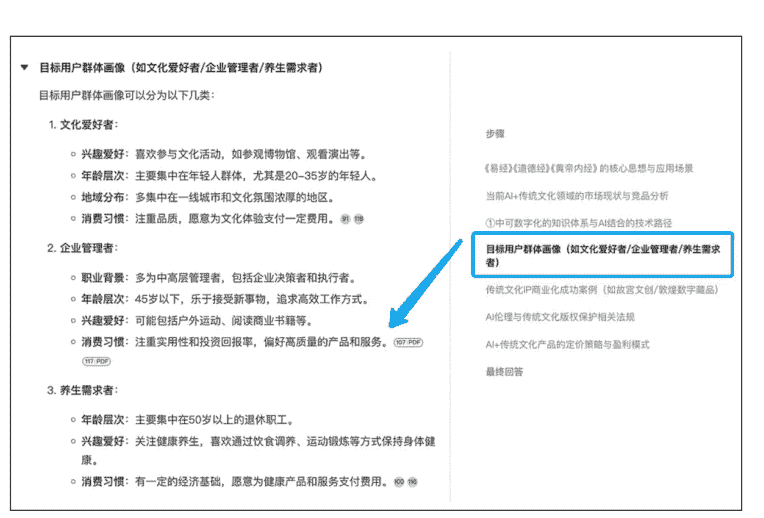 目标用户群体画像（如文化爱好者/企业管理者/养生需求者）
目标用户群体画像可以分为以下几类：
1. 文化爱好者：
兴趣爱好：喜欢参与文化活动，如参观博物馆、观看演出等。
年龄层次：主要集中在年轻人群体，尤其是20-35岁的年轻人。
地域分布：多集中在一线城市和文化氛围浓厚的地区。
消费习惯：注重品质，愿意为文化体验支付一定费用。 91 119
2. 企业管理者：
职业背景：多为中高层管理者，包括企业决策者和执行者。
年龄层次：45岁以下，乐于接受新事物，追求高效工作方式。
兴趣爱好：可能包括户外运动、阅读商业书籍等。
消费习惯：注重实用性和投资回报率，偏好高质量的产品和服务。 107·PDF
117·PDF
3. 养生需求者：
年龄层次：主要集中在50岁以上的退休职工。
兴趣爱好：关注健康养生，喜欢通过饮食调养、运动锻炼等方式保持身体健
康。
消费习惯：有一定的经济基础，愿意为健康产品和服务支付费用。
步骤
《易经》《道德经》《黄帝内经》的核心思想与应用场景
当前AI+传统文化领域的市场现状与竞品分析
①中可数字化的知识体系与AI结合的技术路径
目标用户群体画像（如文化爱好者/企业管理者/养生需求
者）
传统文化IP商业化成功案例（如故宫文创/敦煌数字藏品）
AI伦理与传统文化版权保护相关法规
AI+传统文化产品的定价策略与盈利模式
最终回答